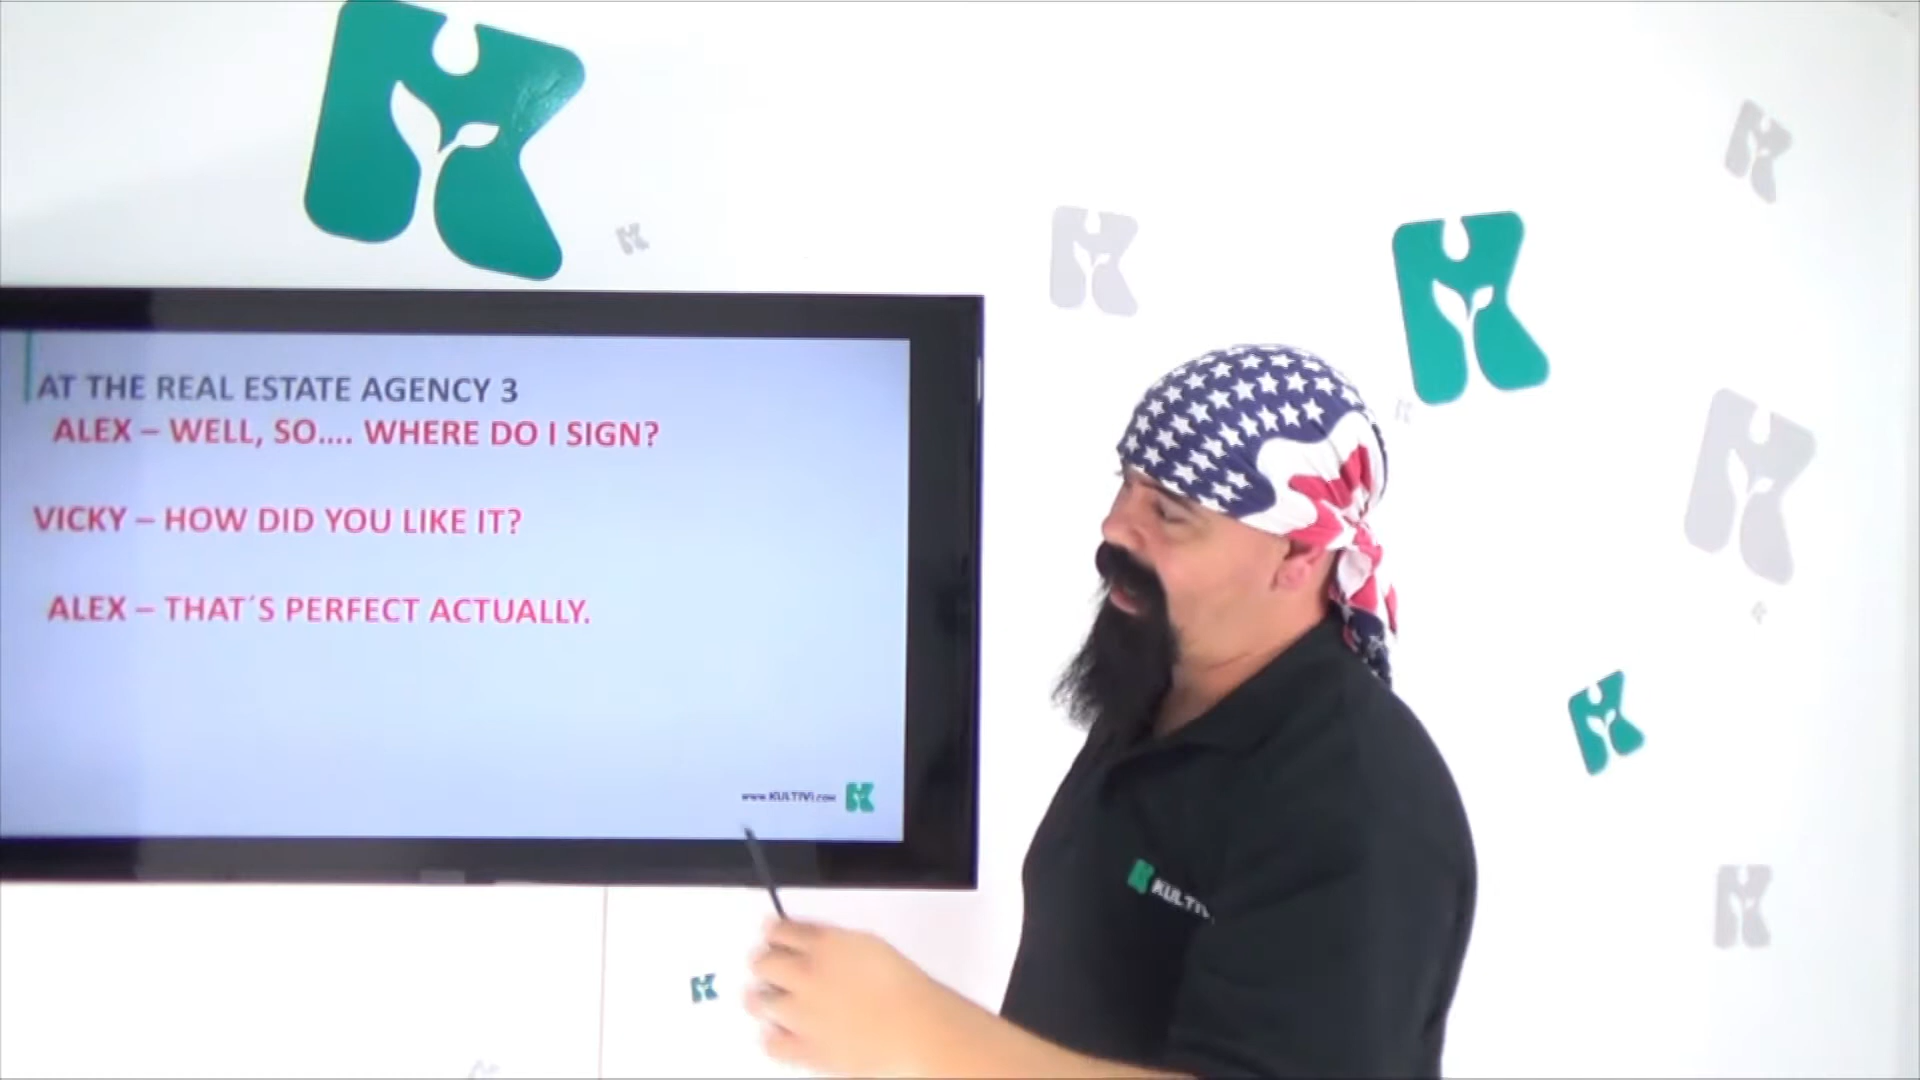 AT THE REAL ESTATE AGENCY 3
ALEX – WELL, SO.... WHERE DO I SIGN?
VICKY – HOW DID YOU LIKE IT?
ALEX – THAT´S PERFECT ACTUALLY.
www.KULTIVI.COM
KULTIVI